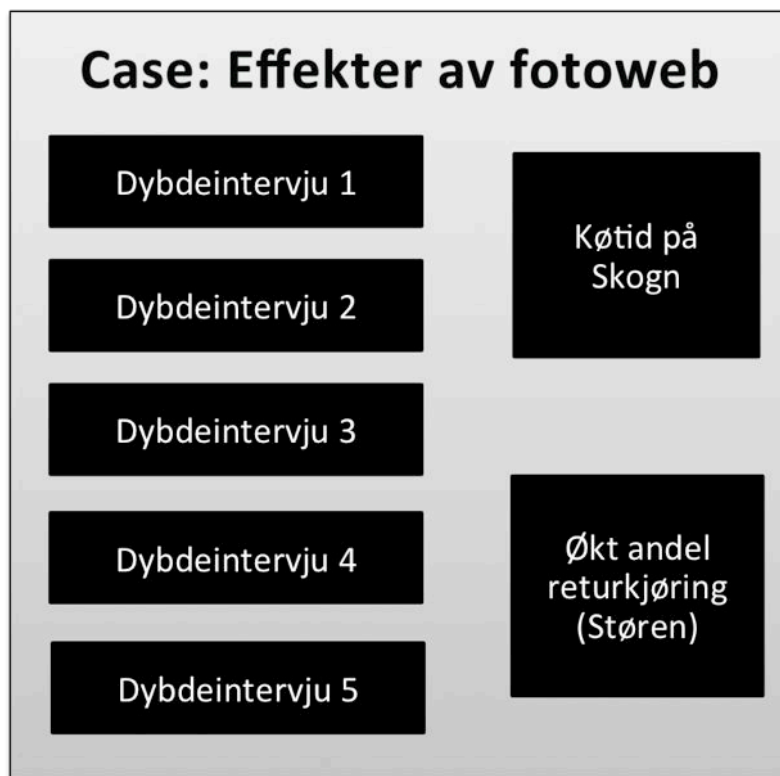 Case: Effekter av fotoweb
Dybdeintervju 1
Dybdeintervju 2
Dybdeintervju 3
Dybdeintervju 4
Dybdeintervju 5
Køtid på
Skogn
Økt andel
returkjøring
(Støren)